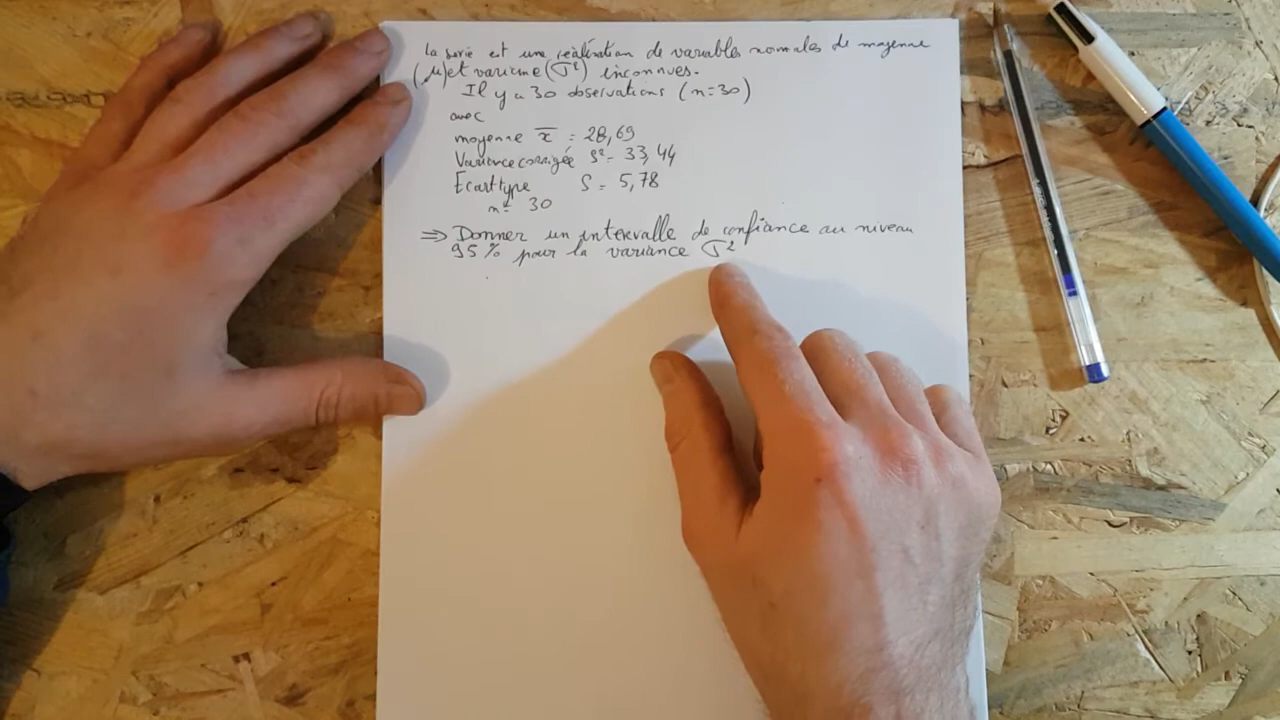 La serie est une réalisation de variables normales de moyenne
(μ) et variance (σ²) inconnues.
Il y a 30 observations (n=30)
avec
moyenne x̄ = 28,69
Variance corrigée S² = 33,44
Ecart type S = 5,78
n = 30
⇒ Donner un intervalle de confiance au niveau
95% pour la variance σ²